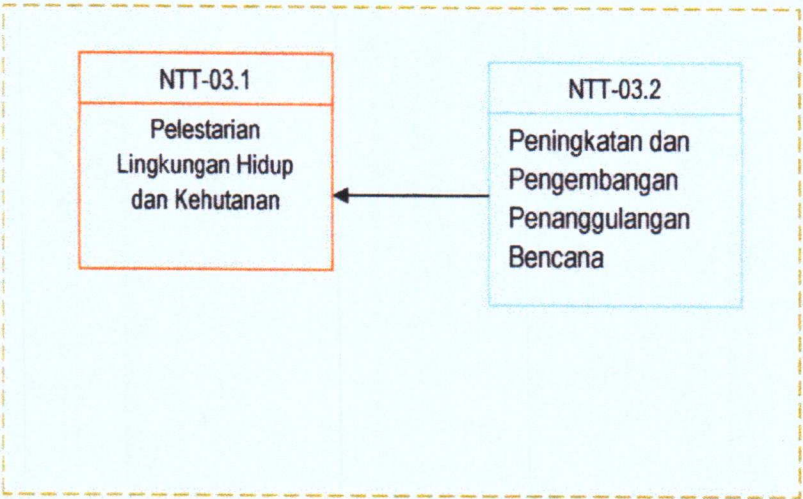 NTT-03.1
Pelestarian
Lingkungan Hidup
dan Kehutanan
NTT-03.2
Peningkatan dan
Pengembangan
Penanggulangan
Bencana